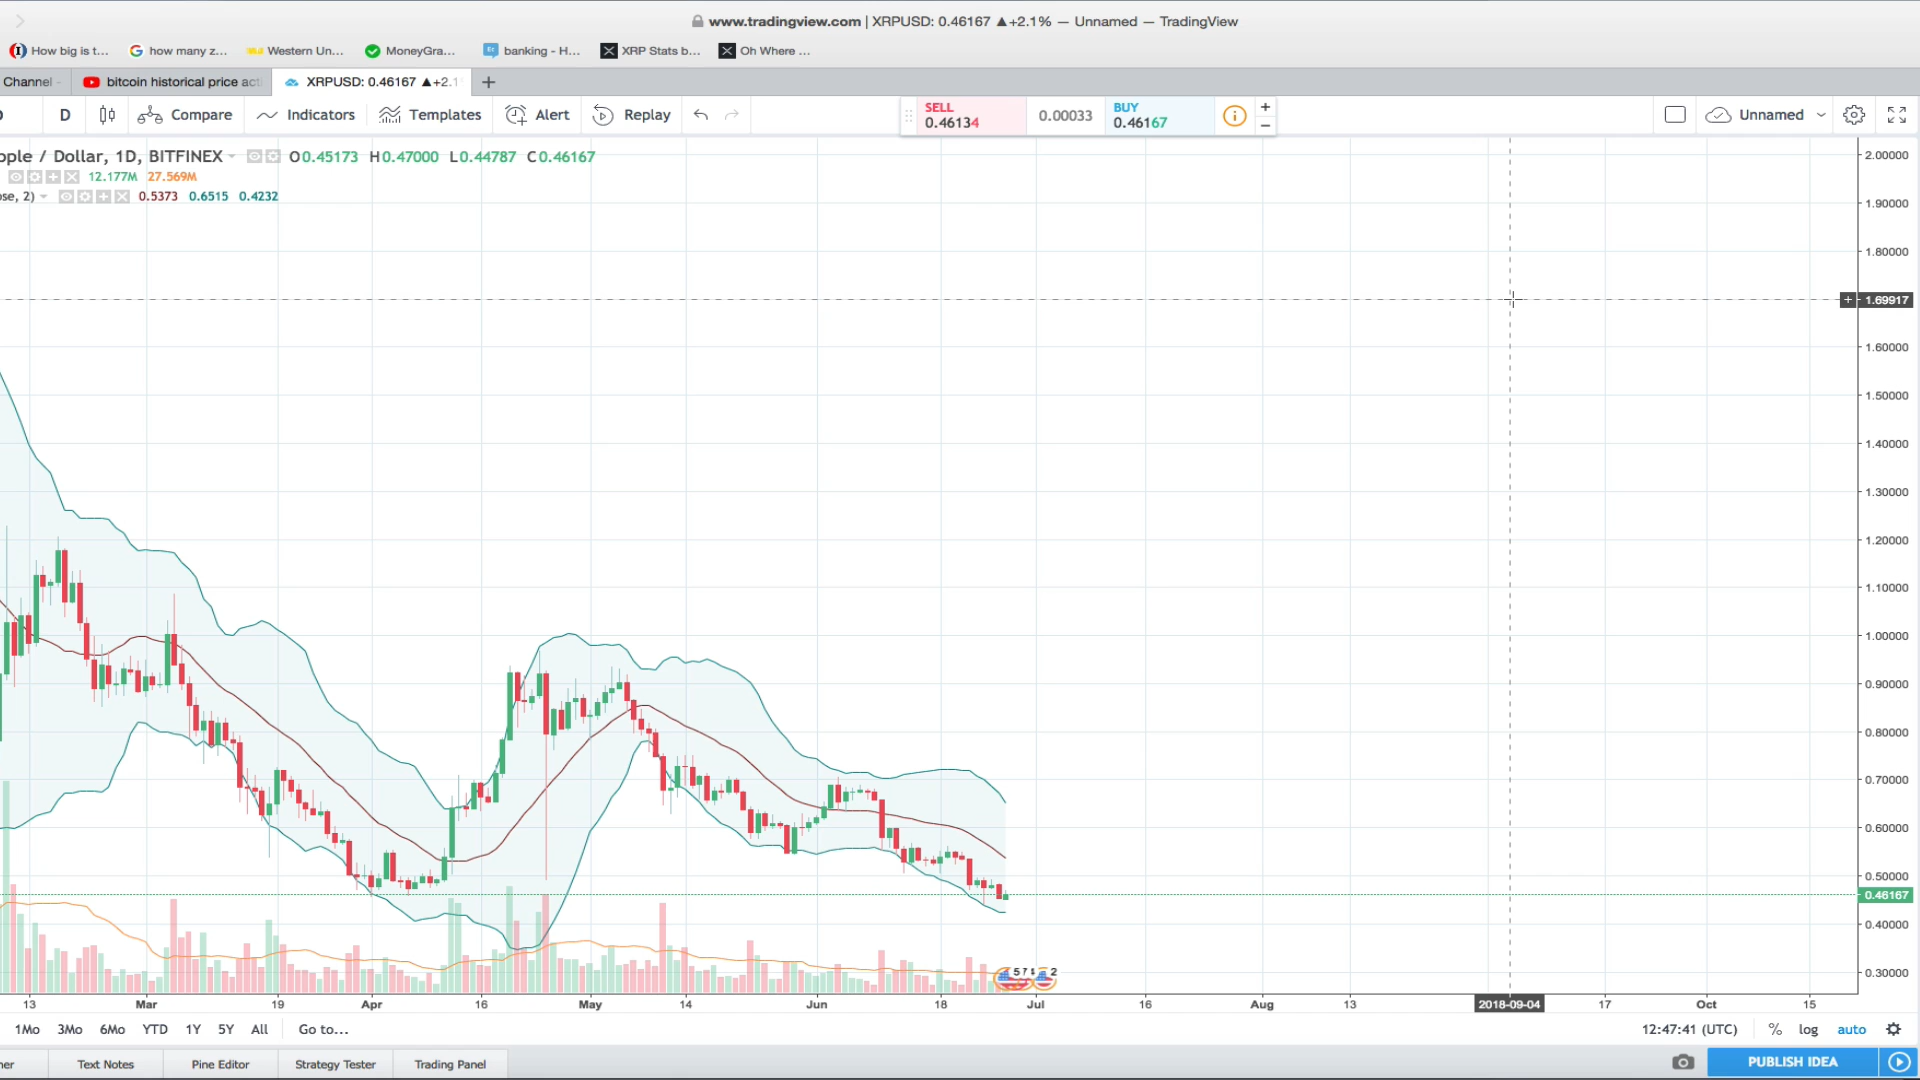 www.tradingview.com | XRPUSD: 0.46167 ▲+2.1% — Unnamed — TradingView
How big is t... how many z... Western Un... MoneyGra... banking - H... XRP Stats b... Oh Where ...
Channel - bitcoin historical price act XRPUSD: 0.46167 ▲+2.1 +
D Compare Indicators Templates Alert Replay SELL 0.46134 0.00033 BUY 0.46167 + − Unnamed
pple / Dollar, 1D, BITFINEX O0.45173 H0.47000 L0.44787 C0.46167
12.177M 27.569M
ose, 2) 0.5373 0.6515 0.4232
2.00000
1.90000
1.80000
+ 1.69917
1.60000
1.50000
1.40000
1.30000
1.20000
1.10000
1.00000
0.90000
0.80000
0.70000
0.60000
0.50000
0.46167
0.40000
0.30000
13 Mar 19 Apr 16 May 14 Jun 18 Jul 16 Aug 13 2018-09-04 17 Oct 15
1Mo 3Mo 6Mo YTD 1Y 5Y All Go to... 12:47:41 (UTC) % log auto
ner Text Notes Pine Editor Strategy Tester Trading Panel PUBLISH IDEA